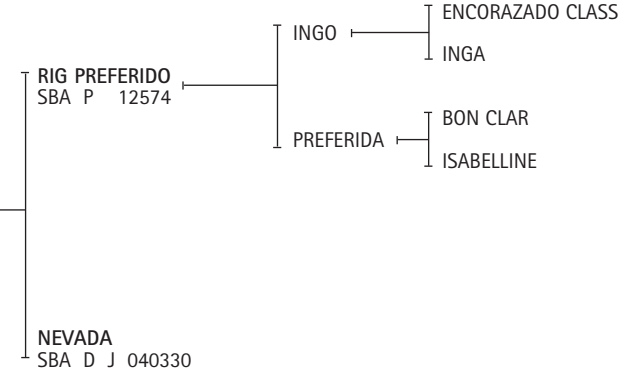 ENCORAZADO CLASS
INGO
INGA
RIG PREFERIDO
SBA P 12574
BON CLAR
PREFERIDA
ISABELLINE
NEVADA
SBA D J 040330